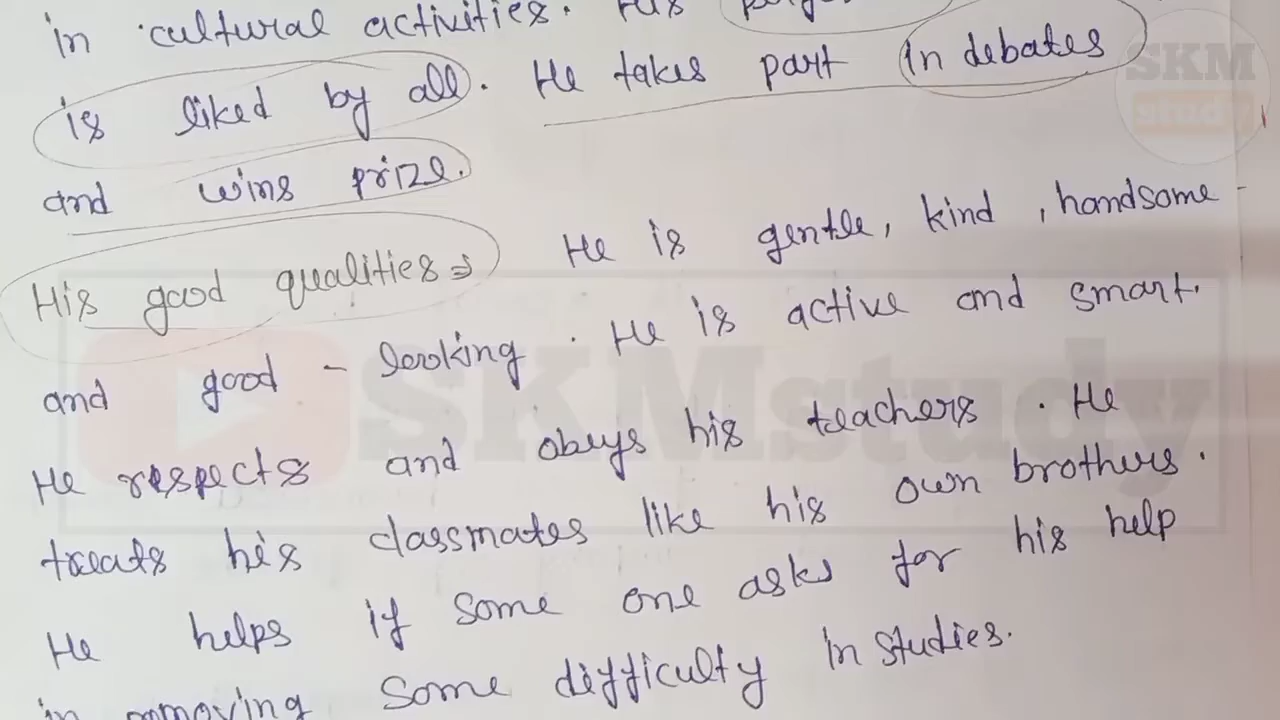 in cultural activities. His
is liked by all. He takes part in debates
and wins prize.
His good qualities⇒ He is gentle, kind, handsome
and good - looking. He is active and smart.
He respects and obeys his teachers. He
treats his classmates like his own brothers.
He helps if some one asks for his help
in removing some difficulty in studies.
SKM
study
SKMstudy